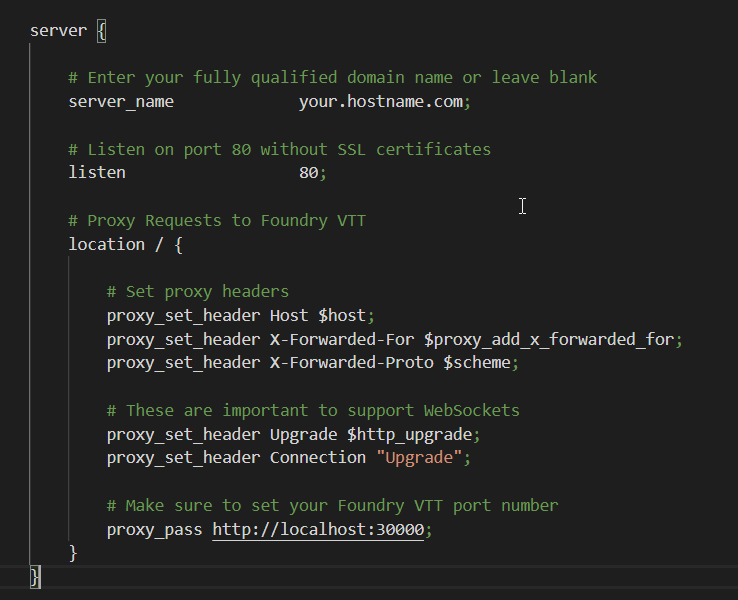 server {
# Enter your fully qualified domain name or leave blank
server_name your.hostname.com;
# Listen on port 80 without SSL certificates
listen 80;
# Proxy Requests to Foundry VTT
location / {
# Set proxy headers
proxy_set_header Host $host;
proxy_set_header X-Forwarded-For $proxy_add_x_forwarded_for;
proxy_set_header X-Forwarded-Proto $scheme;
# These are important to support WebSockets
proxy_set_header Upgrade $http_upgrade;
proxy_set_header Connection "Upgrade";
# Make sure to set your Foundry VTT port number
proxy_pass http://localhost:30000;
}
}